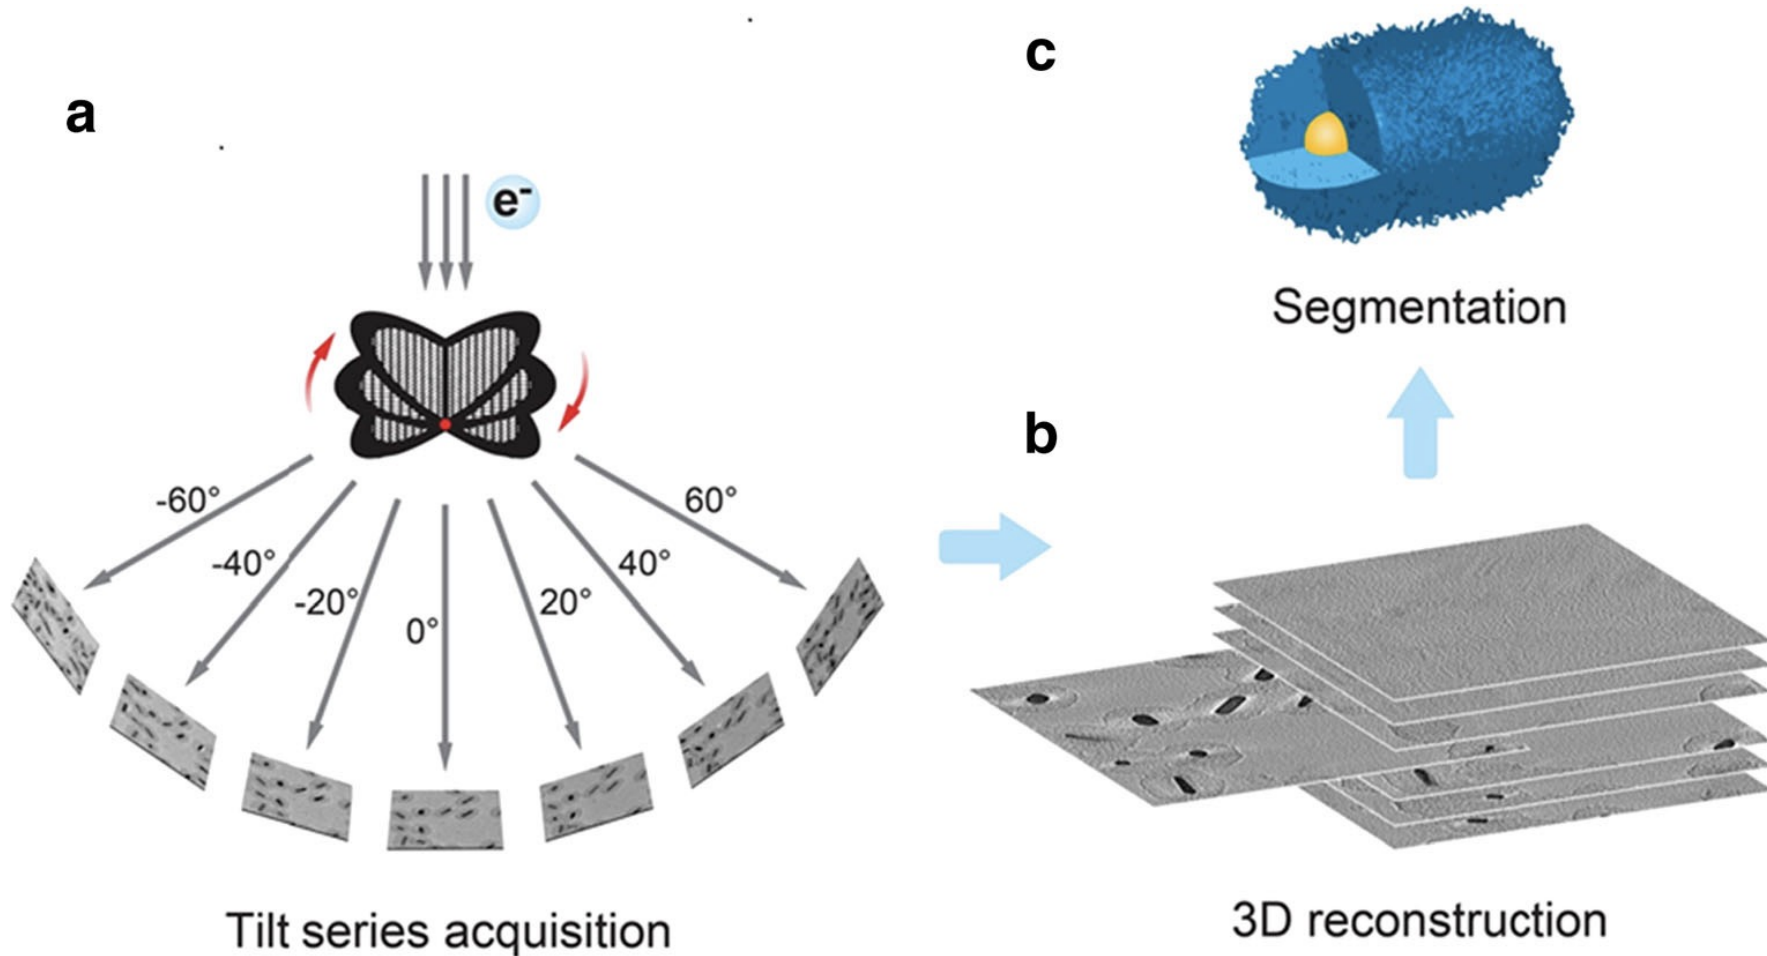 a
e⁻
-60°
-40°
-20°
0°
20°
40°
60°
Tilt series acquisition
b
3D reconstruction
c
Segmentation